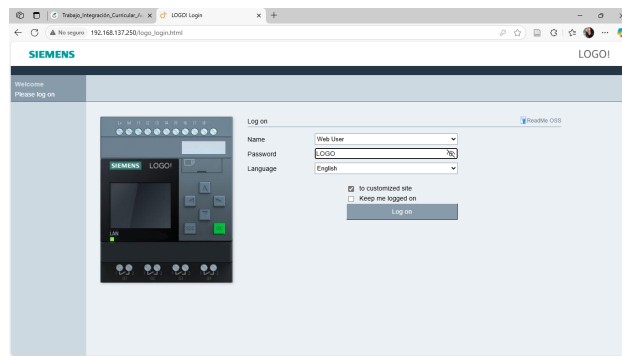 Trabajo_Integración_Curricular_A
LOGO! Login
No seguro
192.168.137.250/logo_login.html
SIEMENS
LOGO!
Welcome
Please log on
Log on
ReadMe OSS
Name
Web User
Password
LOGO
Language
English
to customized site
Keep me logged on
Log on
SIEMENS LOGO!
LAN